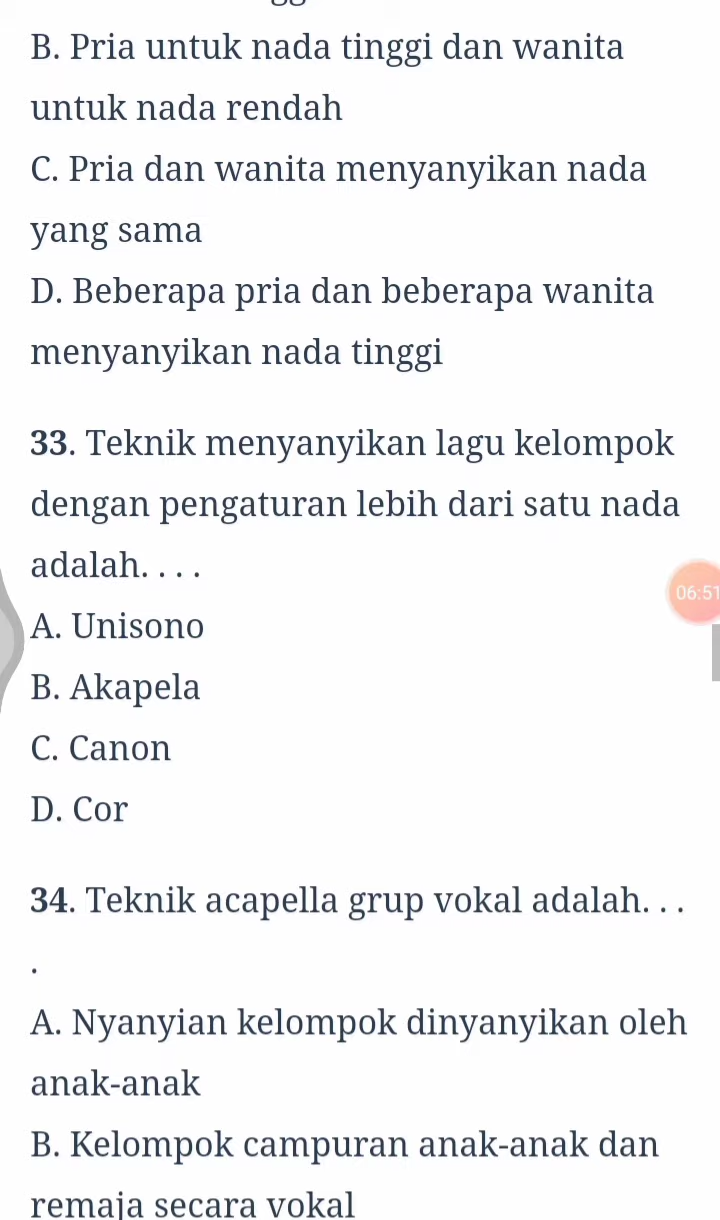 B. Pria untuk nada tinggi dan wanita
untuk nada rendah
C. Pria dan wanita menyanyikan nada
yang sama
D. Beberapa pria dan beberapa wanita
menyanyikan nada tinggi
33. Teknik menyanyikan lagu kelompok
dengan pengaturan lebih dari satu nada
adalah. . . .
06:51
A. Unisono
B. Akapela
C. Canon
D. Cor
34. Teknik acapella grup vokal adalah. . .
.
A. Nyanyian kelompok dinyanyikan oleh
anak-anak
B. Kelompok campuran anak-anak dan
remaja secara vokal